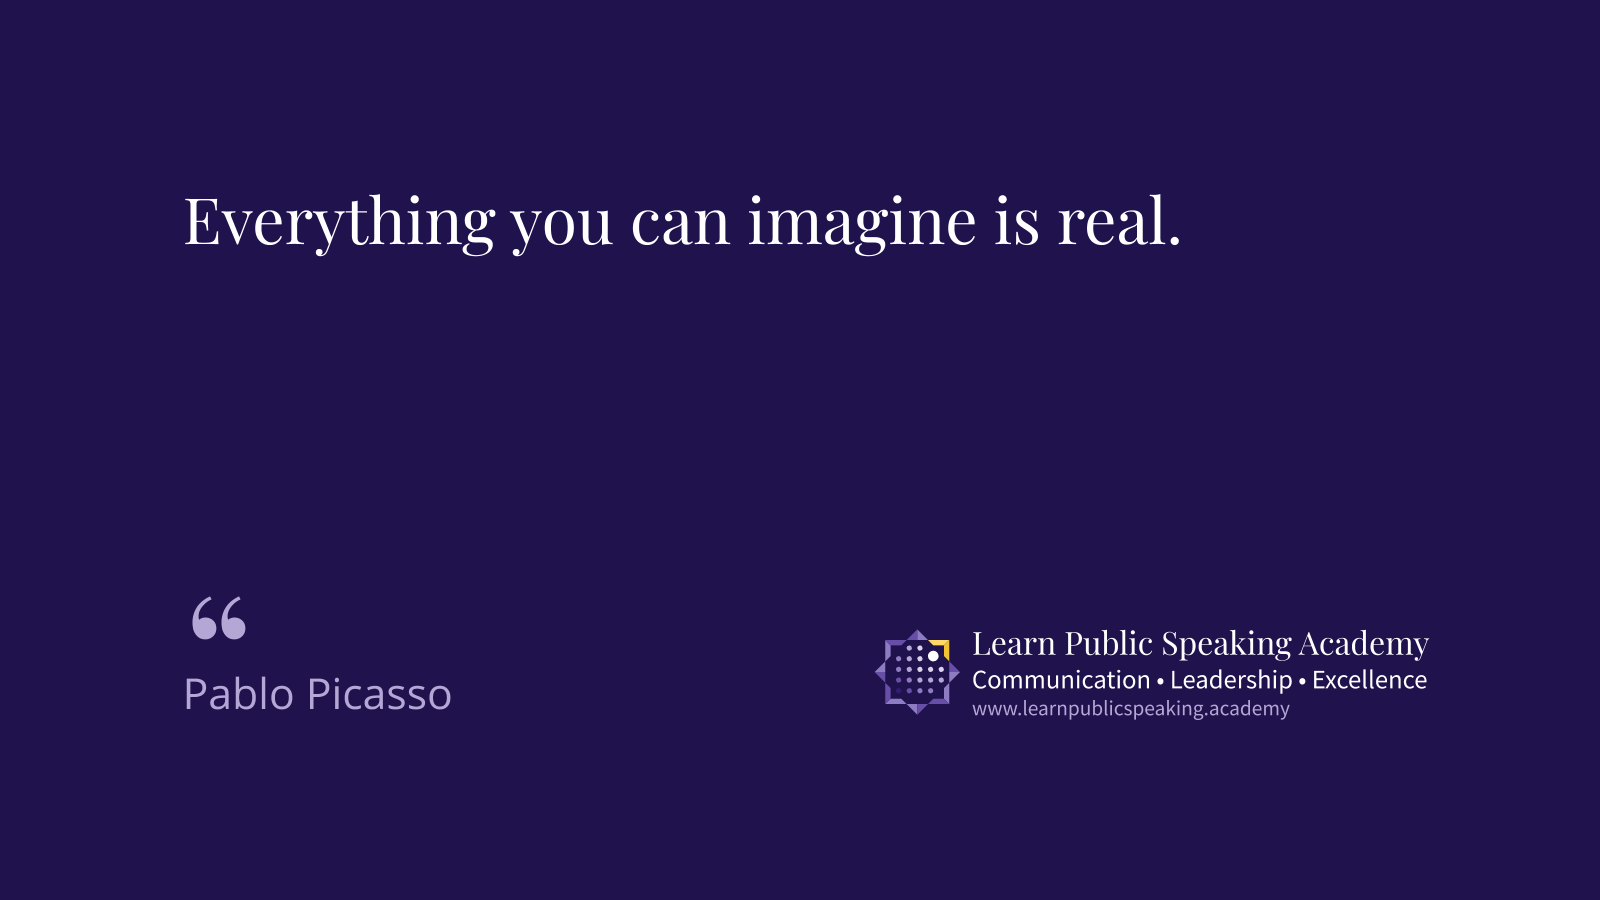 Everything you can imagine is real.
“
Pablo Picasso
Learn Public Speaking Academy
Communication • Leadership • Excellence
www.learnpublicspeaking.academy